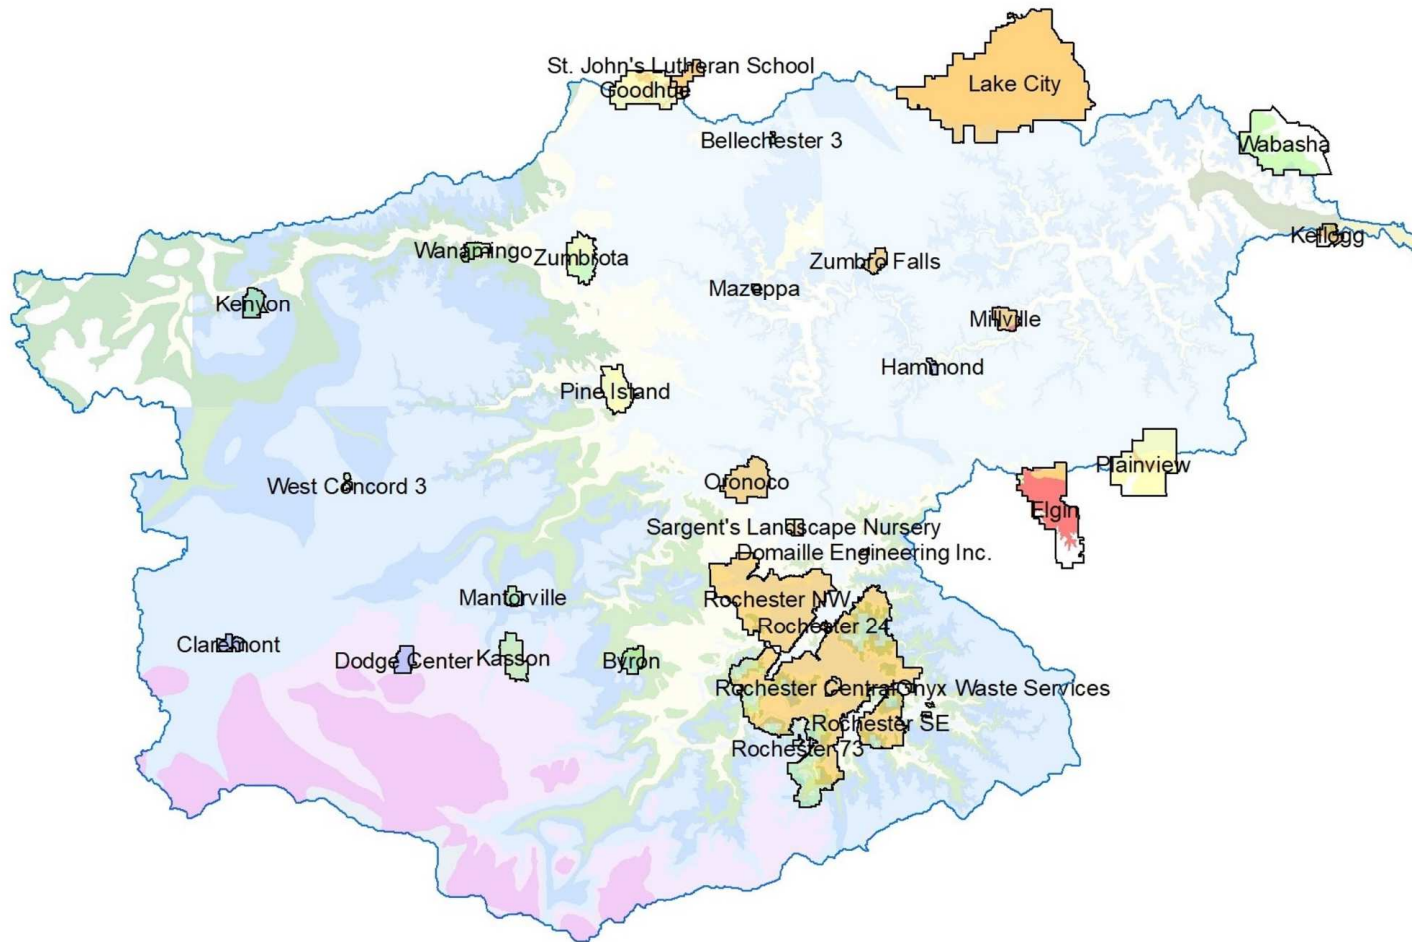 St. John's Lutheran School
Lake City
Goodhue
Bellechester 3
Wabasha
Kellogg
Wanamingo
Zumbrota
Zumbro Falls
Mazeppa
Kenyon
Millville
Hammond
Pine Island
Plainview
Oronoco
West Concord 3
Elgin
Sargent's Landscape Nursery
Domaille Engineering Inc.
Mantorville
Rochester NW
Rochester 24
Claremont
Dodge Center
Kasson
Byron
Rochester Central
Onyx Waste Services
Rochester SE
Rochester 73